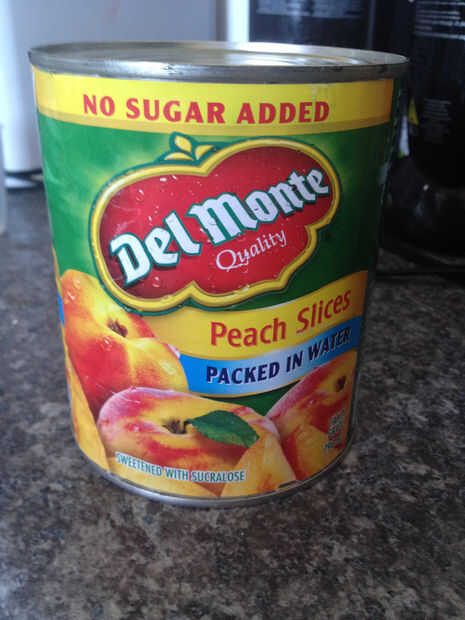 NO SUGAR ADDED
Del Monte
Quality
Peach Slices
PACKED IN WATER
SWEETENED WITH SUCRALOSE